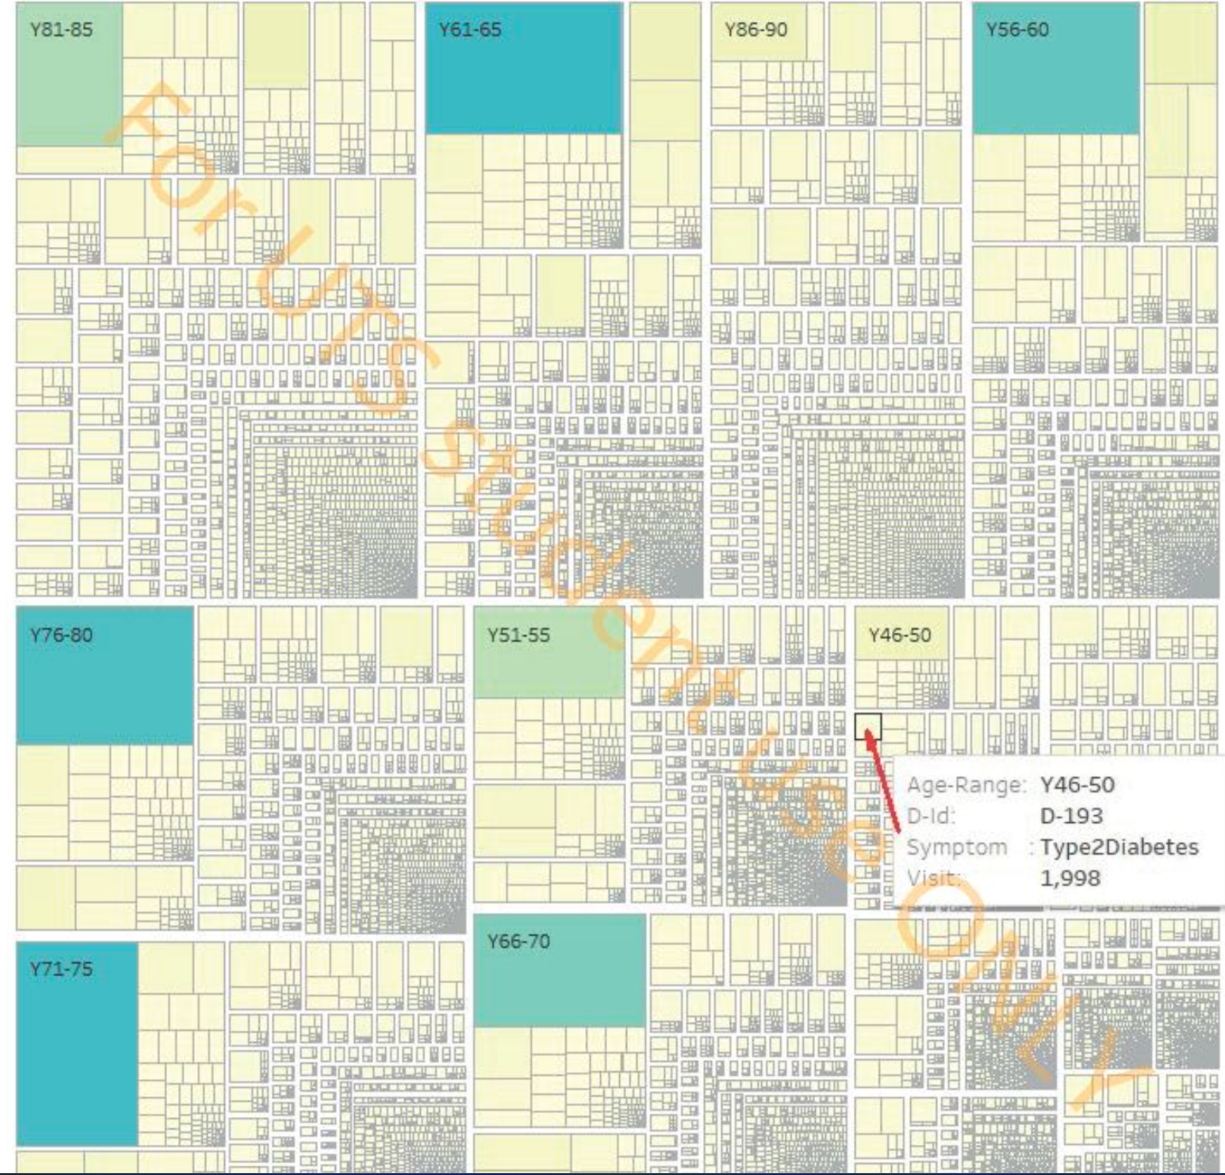 Y81-85
Y61-65
Y86-90
Y56-60
For UTS student use ONLY
Y76-80
Y51-55
Y46-50
Age-Range: Y46-50
D-Id: D-193
Symptom : Type2Diabetes
Visit: 1,998
Y66-70
Y71-75